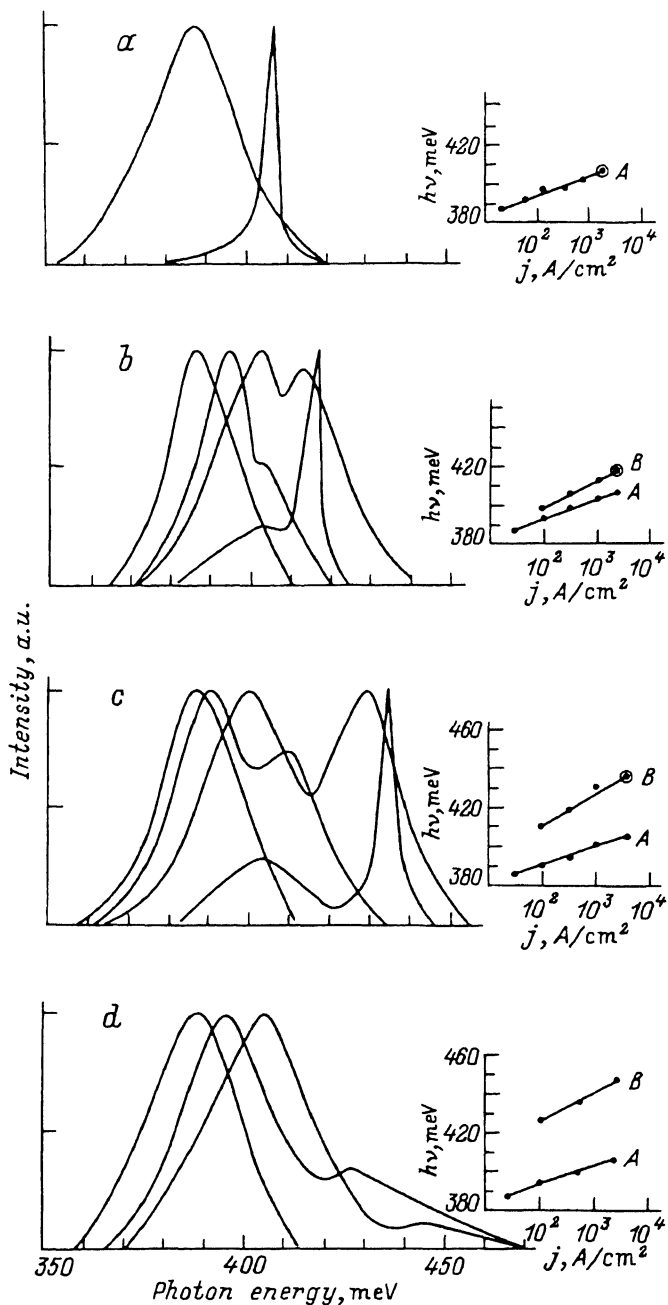 a
hν, meV
420
380
A
10² 10³ 10⁴
j, A/cm²
b
hν, meV
420
380
B
A
10² 10³ 10⁴
j, A/cm²
Intensity, a.u.
c
hν, meV
460
420
380
B
A
10² 10³ 10⁴
j, A/cm²
d
hν, meV
460
420
380
B
A
10² 10³ 10⁴
j, A/cm²
350 400 450
Photon energy, meV